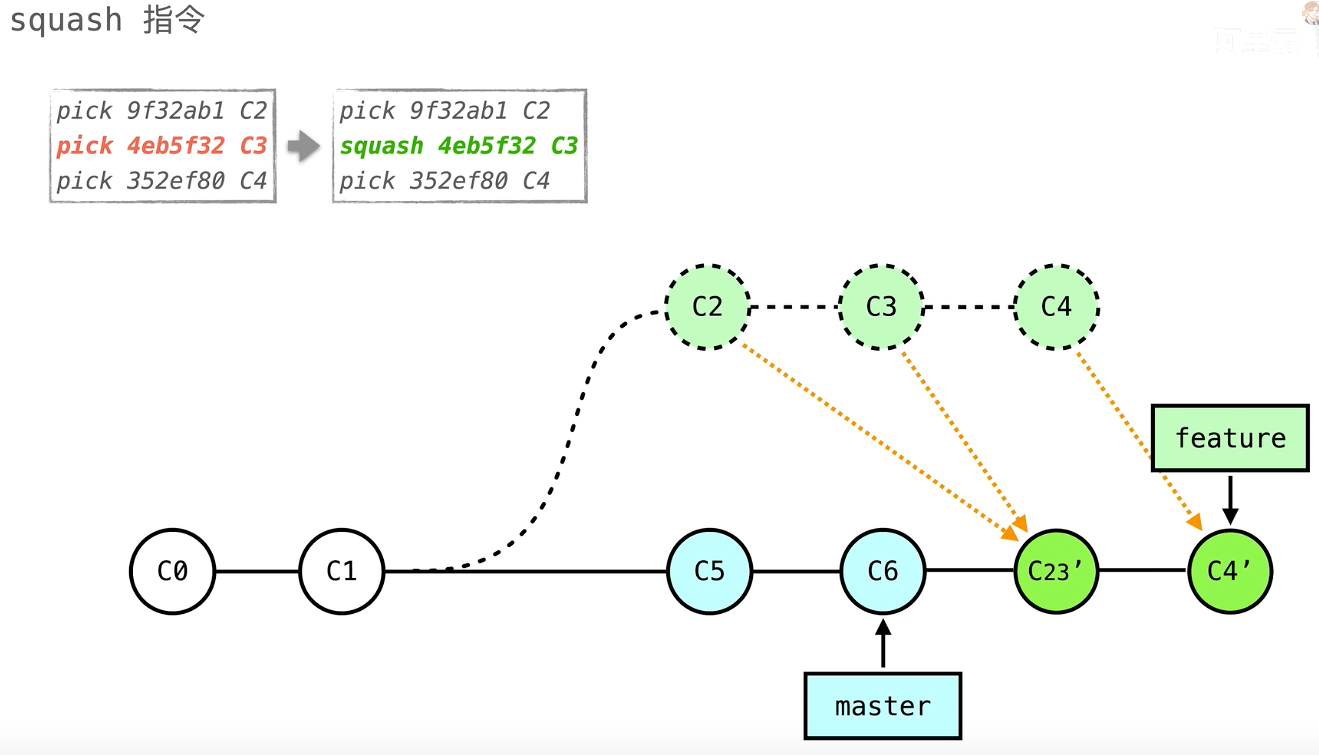 squash 指令
pick 9f32ab1 C2
pick 4eb5f32 C3
pick 352ef80 C4
pick 9f32ab1 C2
squash 4eb5f32 C3
pick 352ef80 C4
C2
C3
C4
feature
C0
C1
C5
C6
C23’
C4’
master